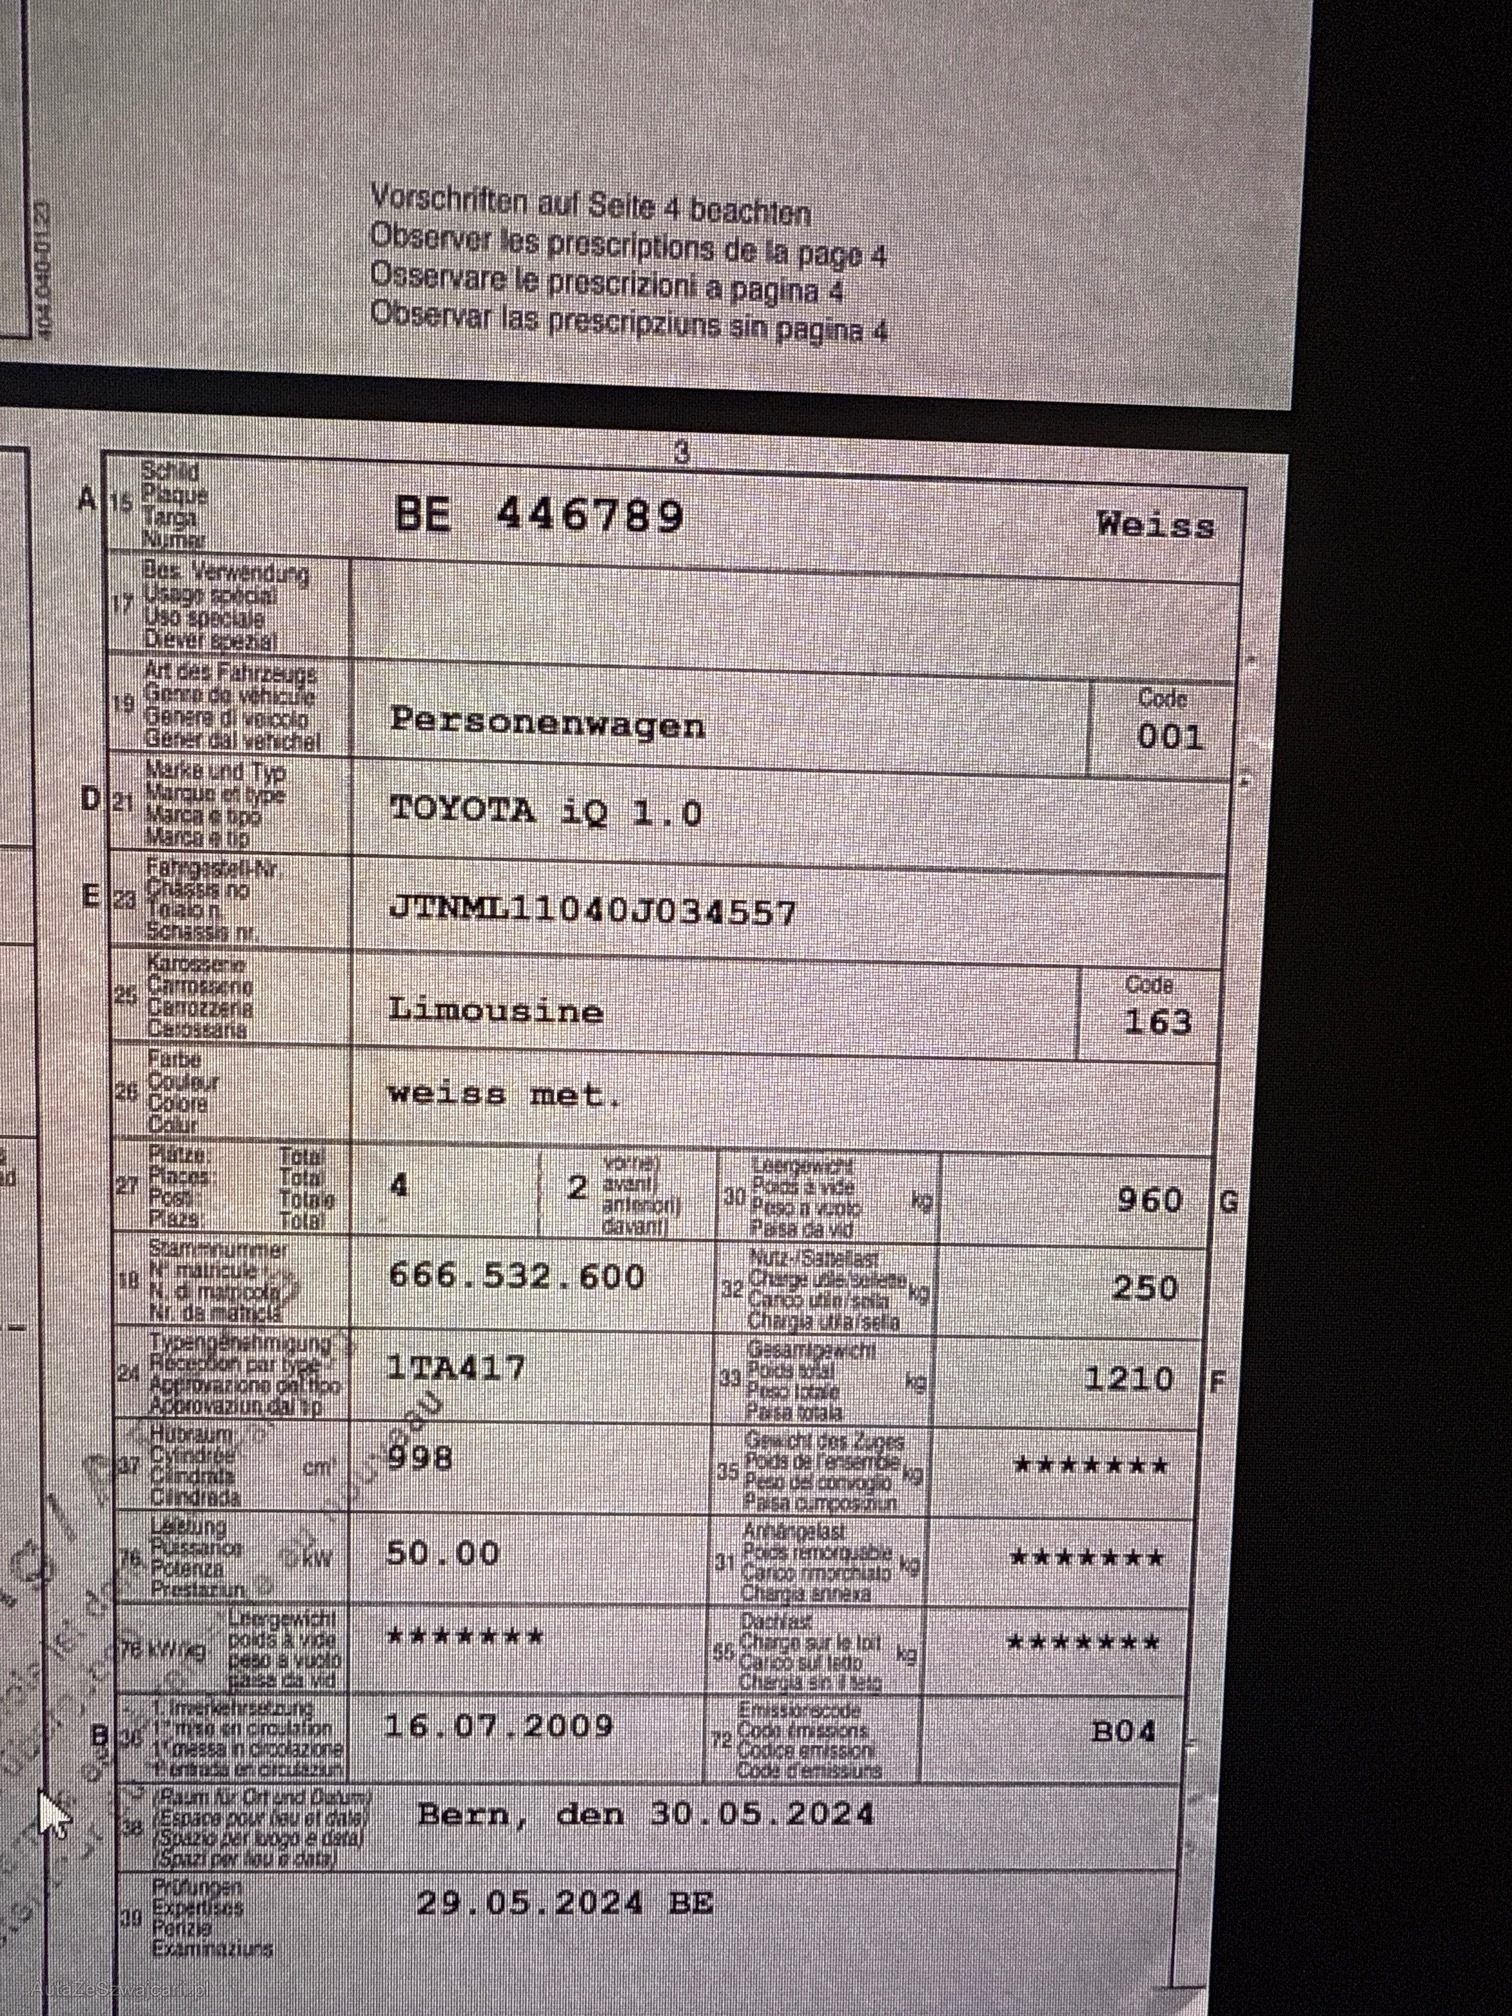 404.040-01.23
Vorschriften auf Seite 4 beachten
Observer les prescriptions de la page 4
Osservare le prescrizioni a pagina 4
Observar las prescripziuns sin pagina 4
3
A 15 Schild
Plaque
Targa
Numer
BE 446789 Weiss
17 Bes. Verwendung
Usage spécial
Uso speciale
Diever spezial
19 Art des Fahrzeugs
Genre de véhicule
Genere di veicolo
Gener dal vehichel
Personenwagen
Code
001
D 21 Marke und Typ
Marque et type
Marca e tipo
Marca e tip
TOYOTA iQ 1.0
E 23 Fahrgestell-Nr.
Châssis no
Telaio n.
Schassis nr.
JTNML11040J034557
25 Karosserie
Carrosserie
Carrozzeria
Carossaria
Limousine
Code
163
26 Farbe
Couleur
Colore
Colur
weiss met.
27 Plätze: Total
Places: Total
Posti: Totale
Plazs: Total
4
2 vorne)
avant)
anteriori)
davant)
30 Leergewicht
Poids à vide
Peso a vuoto
Paisa da vid
kg
960 G
18 Stammnummer
N° matricule
N. di matricola
Nr. da matricla
666.532.600
32 Nutz-/Sattellast
Charge utile/sellette
Carico utile/sella
Chargia utila/sella
kg
250
24 Typengenehmigung
Réception par type
Approvazione del tipo
Approvaziun dal tip
1TA417
33 Gesamtgewicht
Poids total
Peso totale
Paisa totala
kg
1210 F
37 Hubraum
Cylindrée
Cilindrata
Cilindrada
cm³
998
35 Gewicht des Zuges
Poids de l'ensemble
Peso del convoglio
Paisa cumposiziun
kg
*******
76 Leistung
Puissance
Potenza
Prestaziun
kW
50.00
31 Anhängelast
Poids remorquable
Carico rimorchiato
Chargia annexa
kg
*******
76 kW/kg
Leergewicht
poids à vide
peso a vuoto
paisa da vid
*******
55 Dachlast
Charge sur le toit
Carico sul tetto
Chargia sin il tetg
kg
*******
B 36 1. Inverkehrsetzung
1re mise en circulation
1a messa in circolazione
1a entrada en circulaziun
16.07.2009
72 Emissionscode
Code émissions
Codice emissioni
Code d'emissiuns
B04
38 (Raum für Ort und Datum)
(Espace pour lieu et date)
(Spazio per luogo e data)
(Spazi per lieu e data)
Bern, den 30.05.2024
39 Prüfungen
Expertises
Perizie
Examinaziuns
29.05.2024 BE
AutaZeSzwajcarii.pl